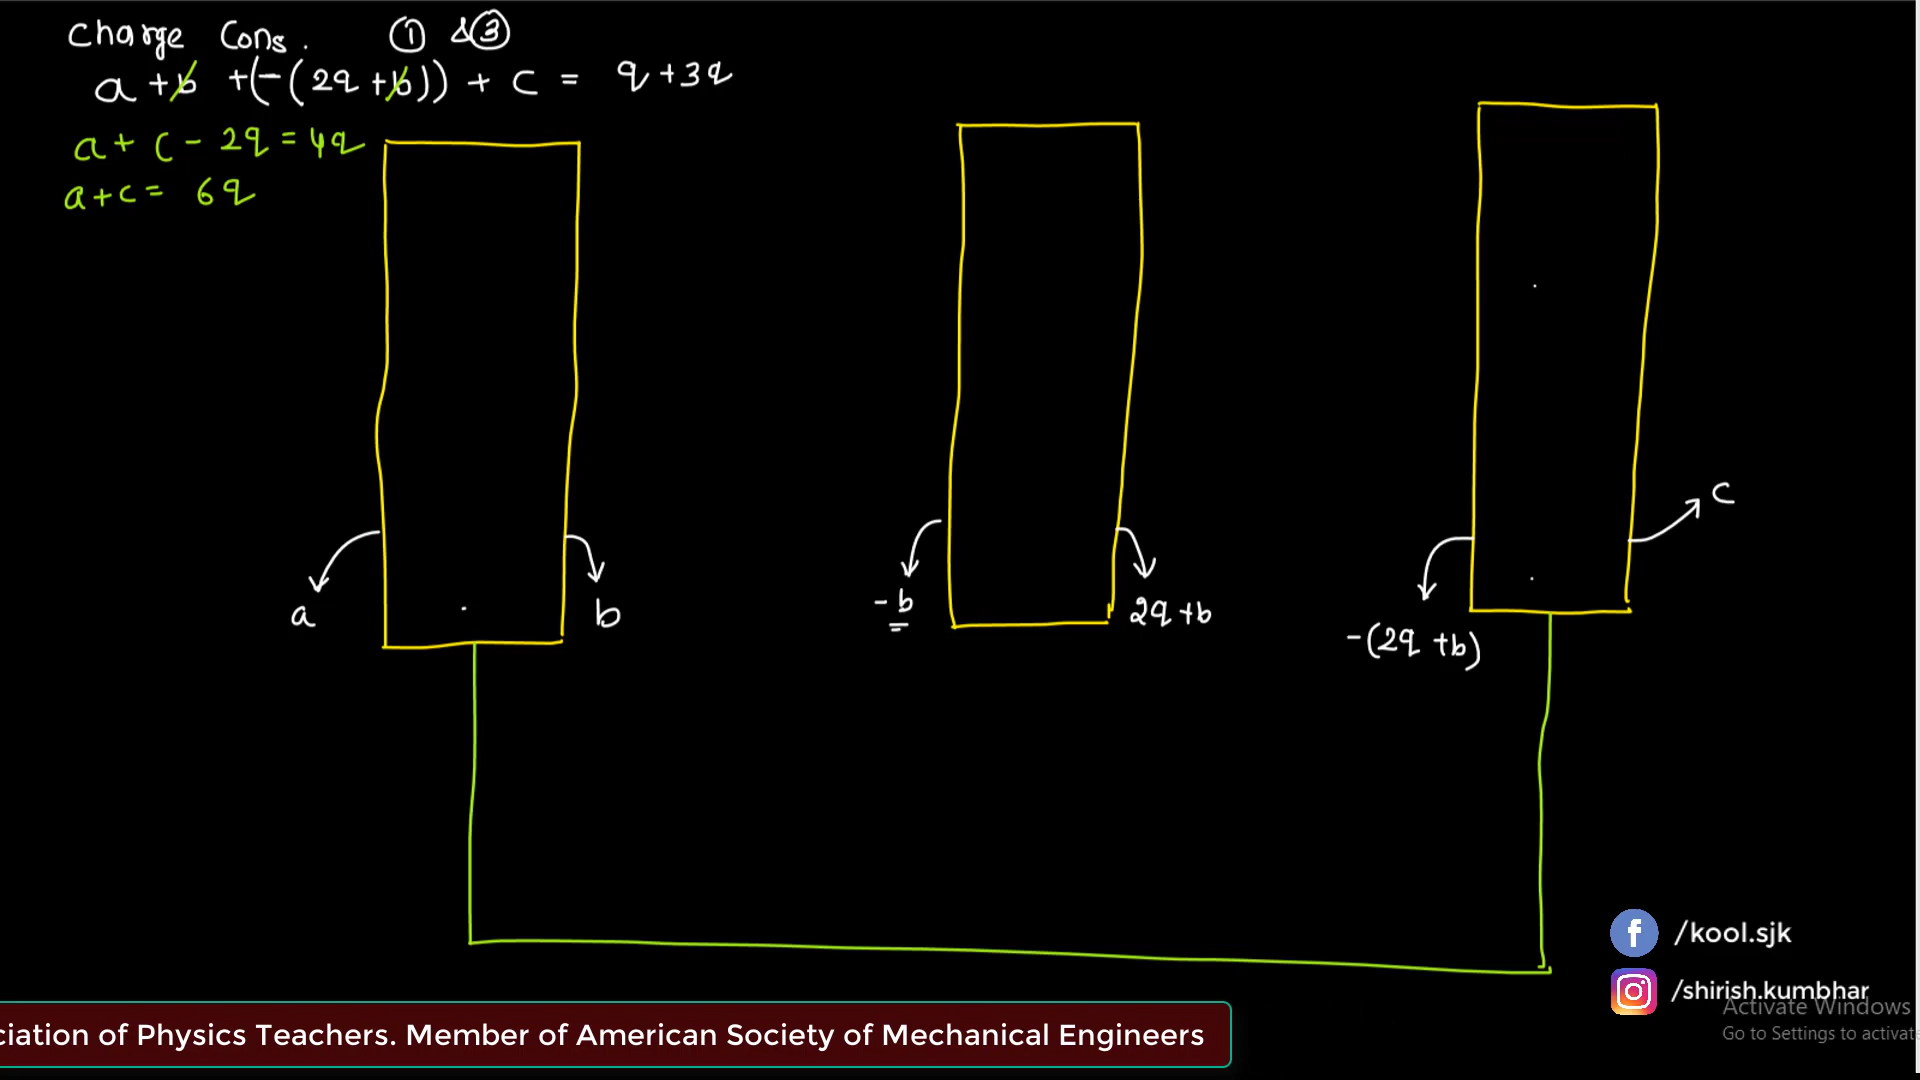 Charge Cons. ① & ③
a + b + (-(2q + b)) + c = q + 3q
a + c - 2q = 4q
a + c = 6q
c
a
b
-b
2q + b
-(2q + b)
/kool.sjk
/shirish.kumbhar
Activate Windows
Go to Settings to activat
ciation of Physics Teachers. Member of American Society of Mechanical Engineers